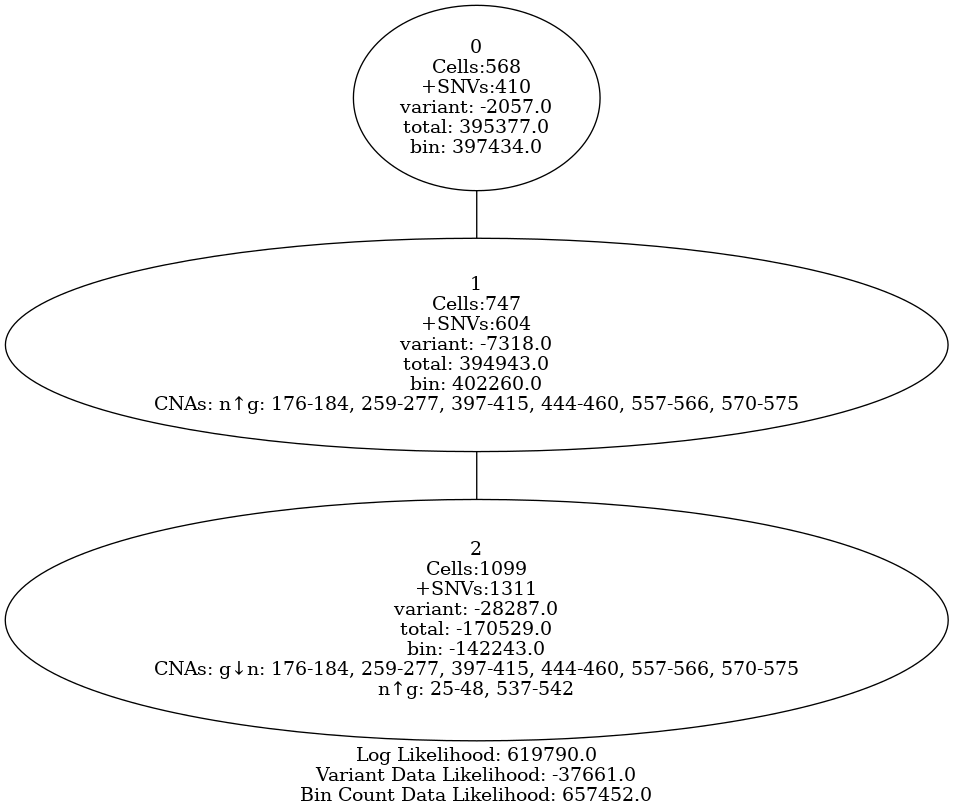 0
Cells:568
+SNVs:410
variant: -2057.0
total: 395377.0
bin: 397434.0
1
Cells:747
+SNVs:604
variant: -7318.0
total: 394943.0
bin: 402260.0
CNAs: n↑g: 176-184, 259-277, 397-415, 444-460, 557-566, 570-575
2
Cells:1099
+SNVs:1311
variant: -28287.0
total: -170529.0
bin: -142243.0
CNAs: g↓n: 176-184, 259-277, 397-415, 444-460, 557-566, 570-575
n↑g: 25-48, 537-542
Log Likelihood: 619790.0
Variant Data Likelihood: -37661.0
Bin Count Data Likelihood: 657452.0